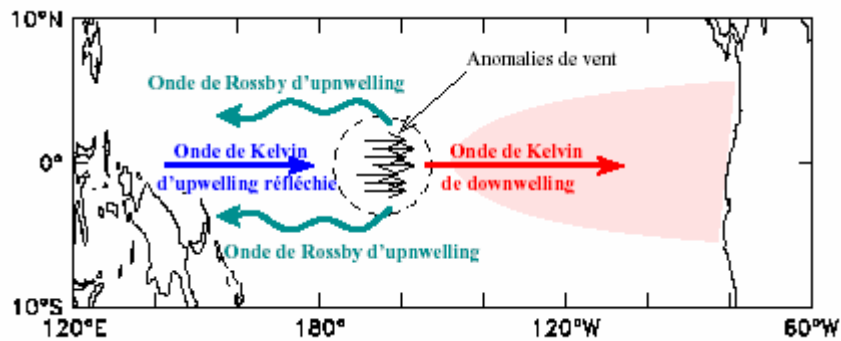 10°N
Anomalies de vent
Onde de Rossby d'upnwelling
Onde de Kelvin
d'upwelling réfléchie
Onde de Kelvin
de downwelling
0°
Onde de Rossby d'upnwelling
10°S
120°E
180°
120°W
60°W